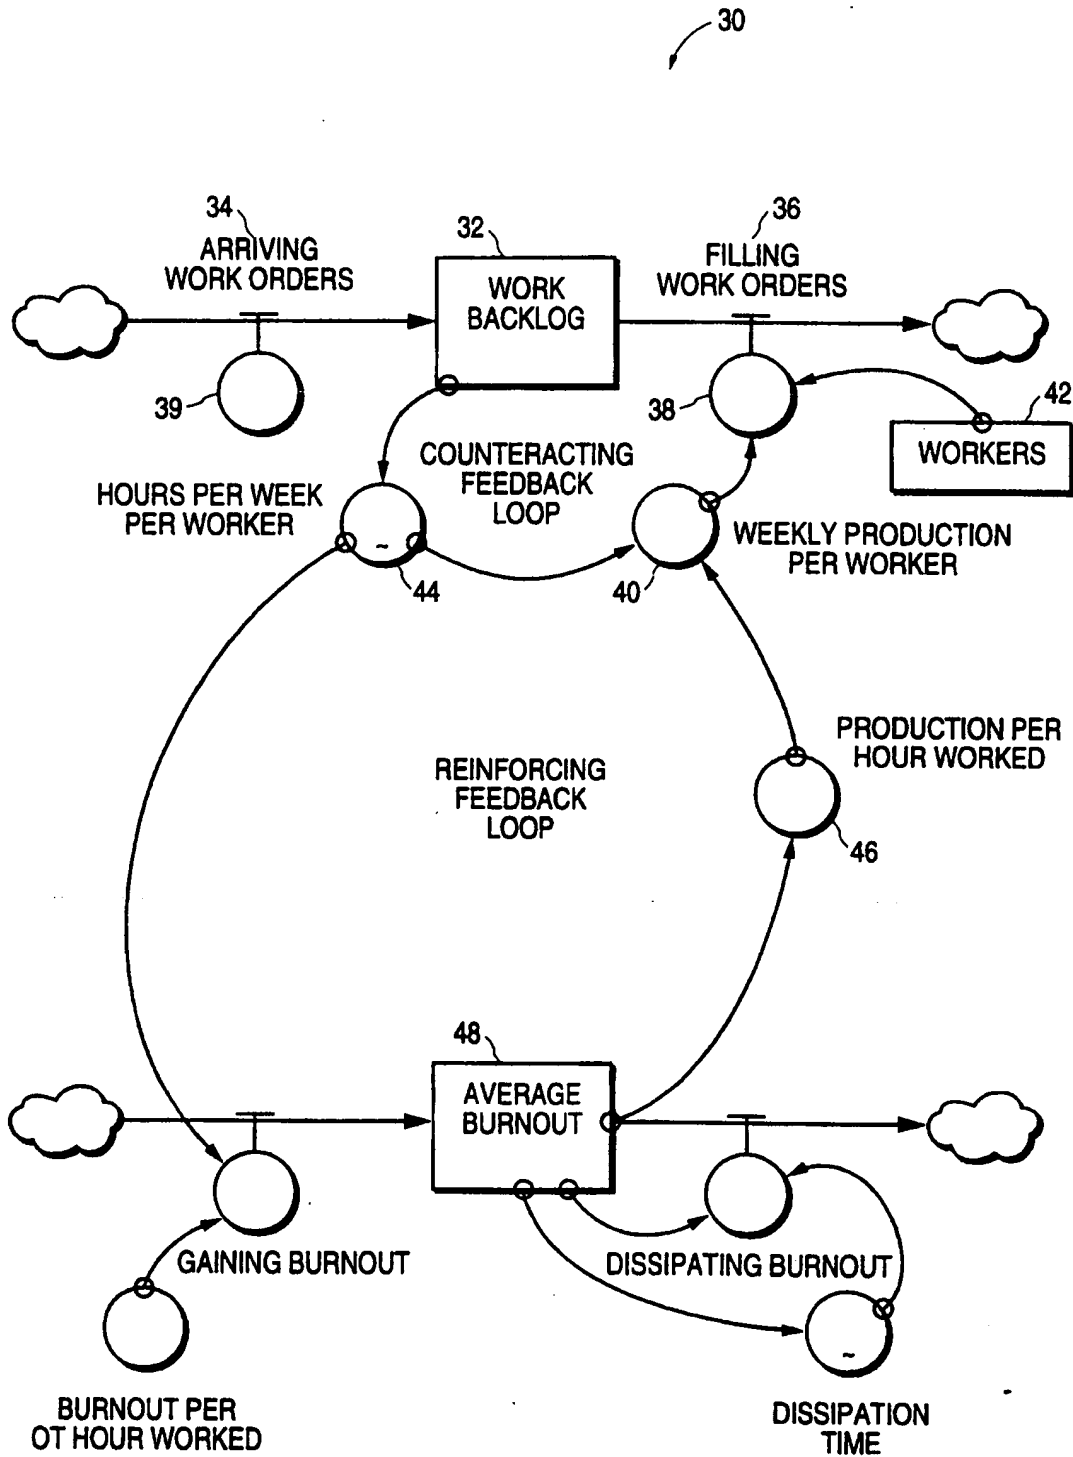 30
34
ARRIVING
WORK ORDERS
32
WORK
BACKLOG
36
FILLING
WORK ORDERS
39
38
42
WORKERS
COUNTERACTING
FEEDBACK
LOOP
HOURS PER WEEK
PER WORKER
~
44
40
WEEKLY PRODUCTION
PER WORKER
PRODUCTION PER
HOUR WORKED
46
REINFORCING
FEEDBACK
LOOP
48
AVERAGE
BURNOUT
GAINING BURNOUT
DISSIPATING BURNOUT
~
BURNOUT PER
OT HOUR WORKED
DISSIPATION
TIME